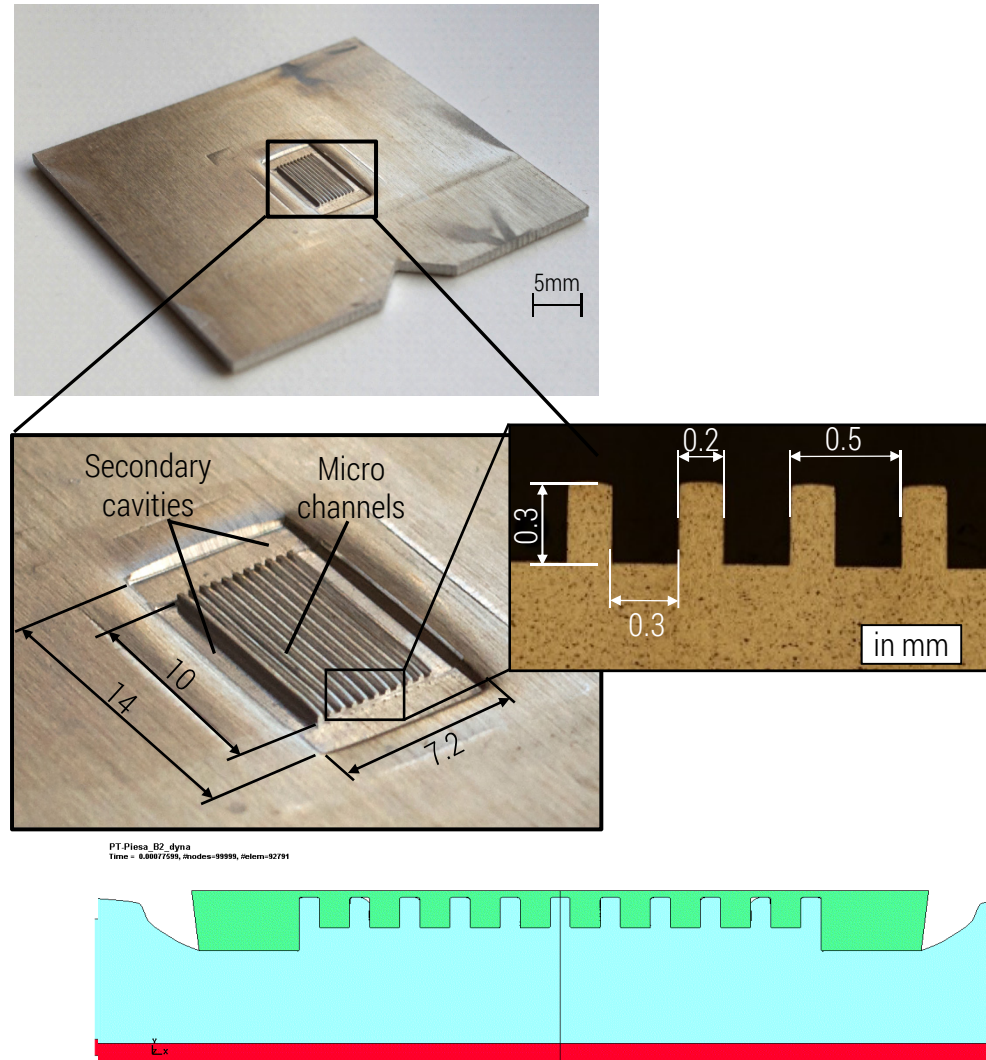 5mm
Secondary
cavities
Micro
channels
10
14
7.2
0.2
0.5
0.3
0.3
in mm
PT-Piesa_B2_dyna
Time = 0.00077599, #nodes=99999, #elem=92791
Y
Z X